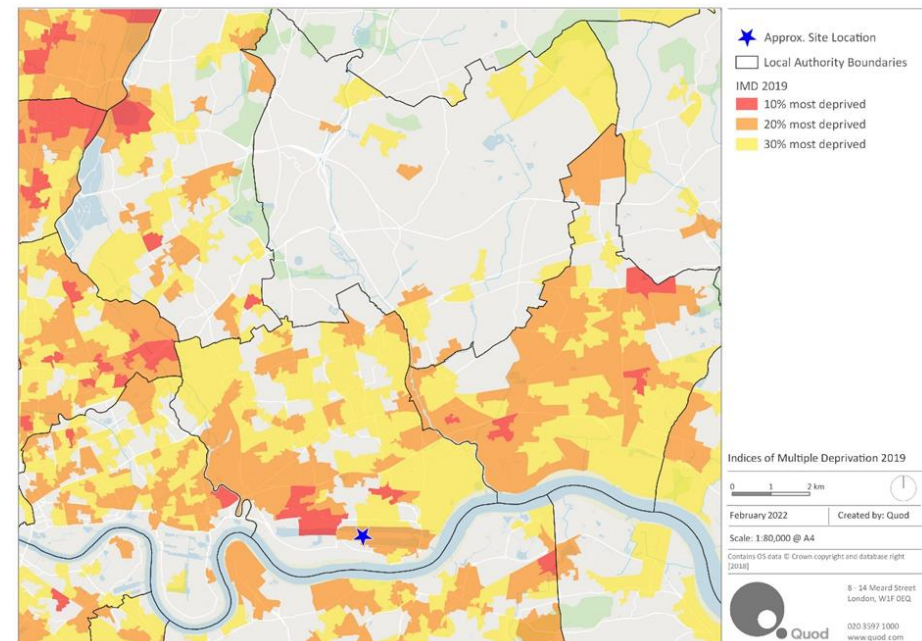 Approx. Site Location
Local Authority Boundaries
IMD 2019
10% most deprived
20% most deprived
30% most deprived
Indices of Multiple Deprivation 2019
0 1 2 km
February 2022 Created by: Quod
Scale: 1:80,000 @ A4
Contains OS data © Crown copyright and database right
[2018]
8 - 14 Meard Street
London, W1F 0EQ
020 3597 1000
www.quod.com
Quod